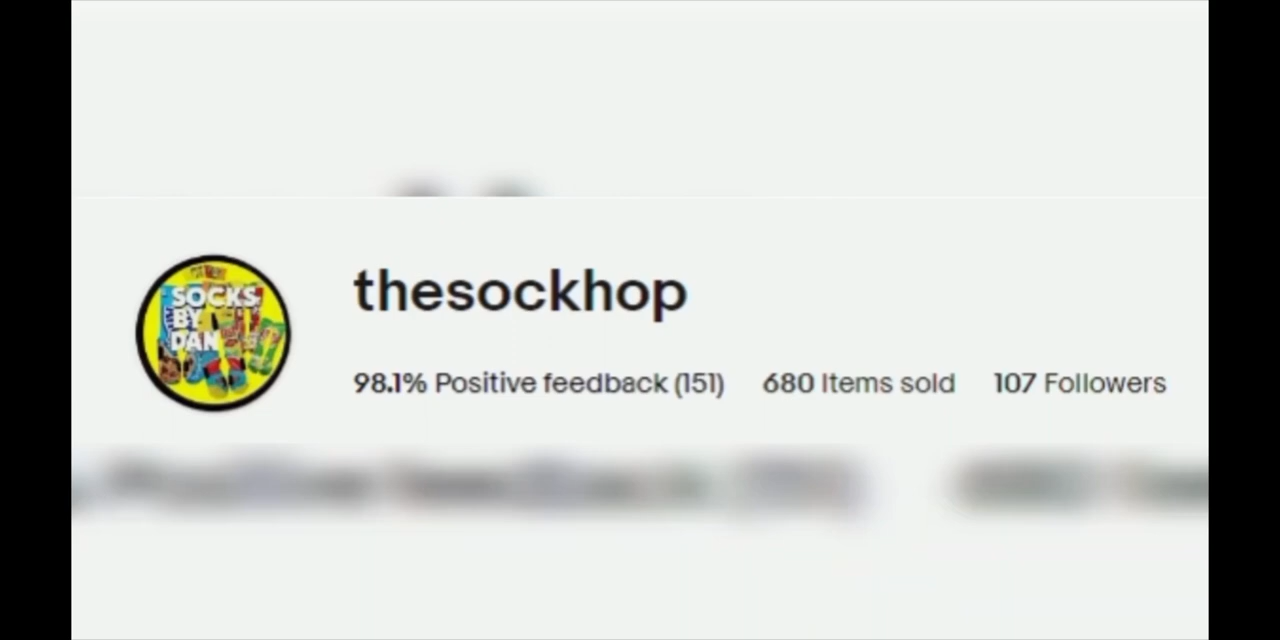 SOCKS
BY
DAN
thesockhop
98.1% Positive feedback (151) 680 Items sold 107 Followers